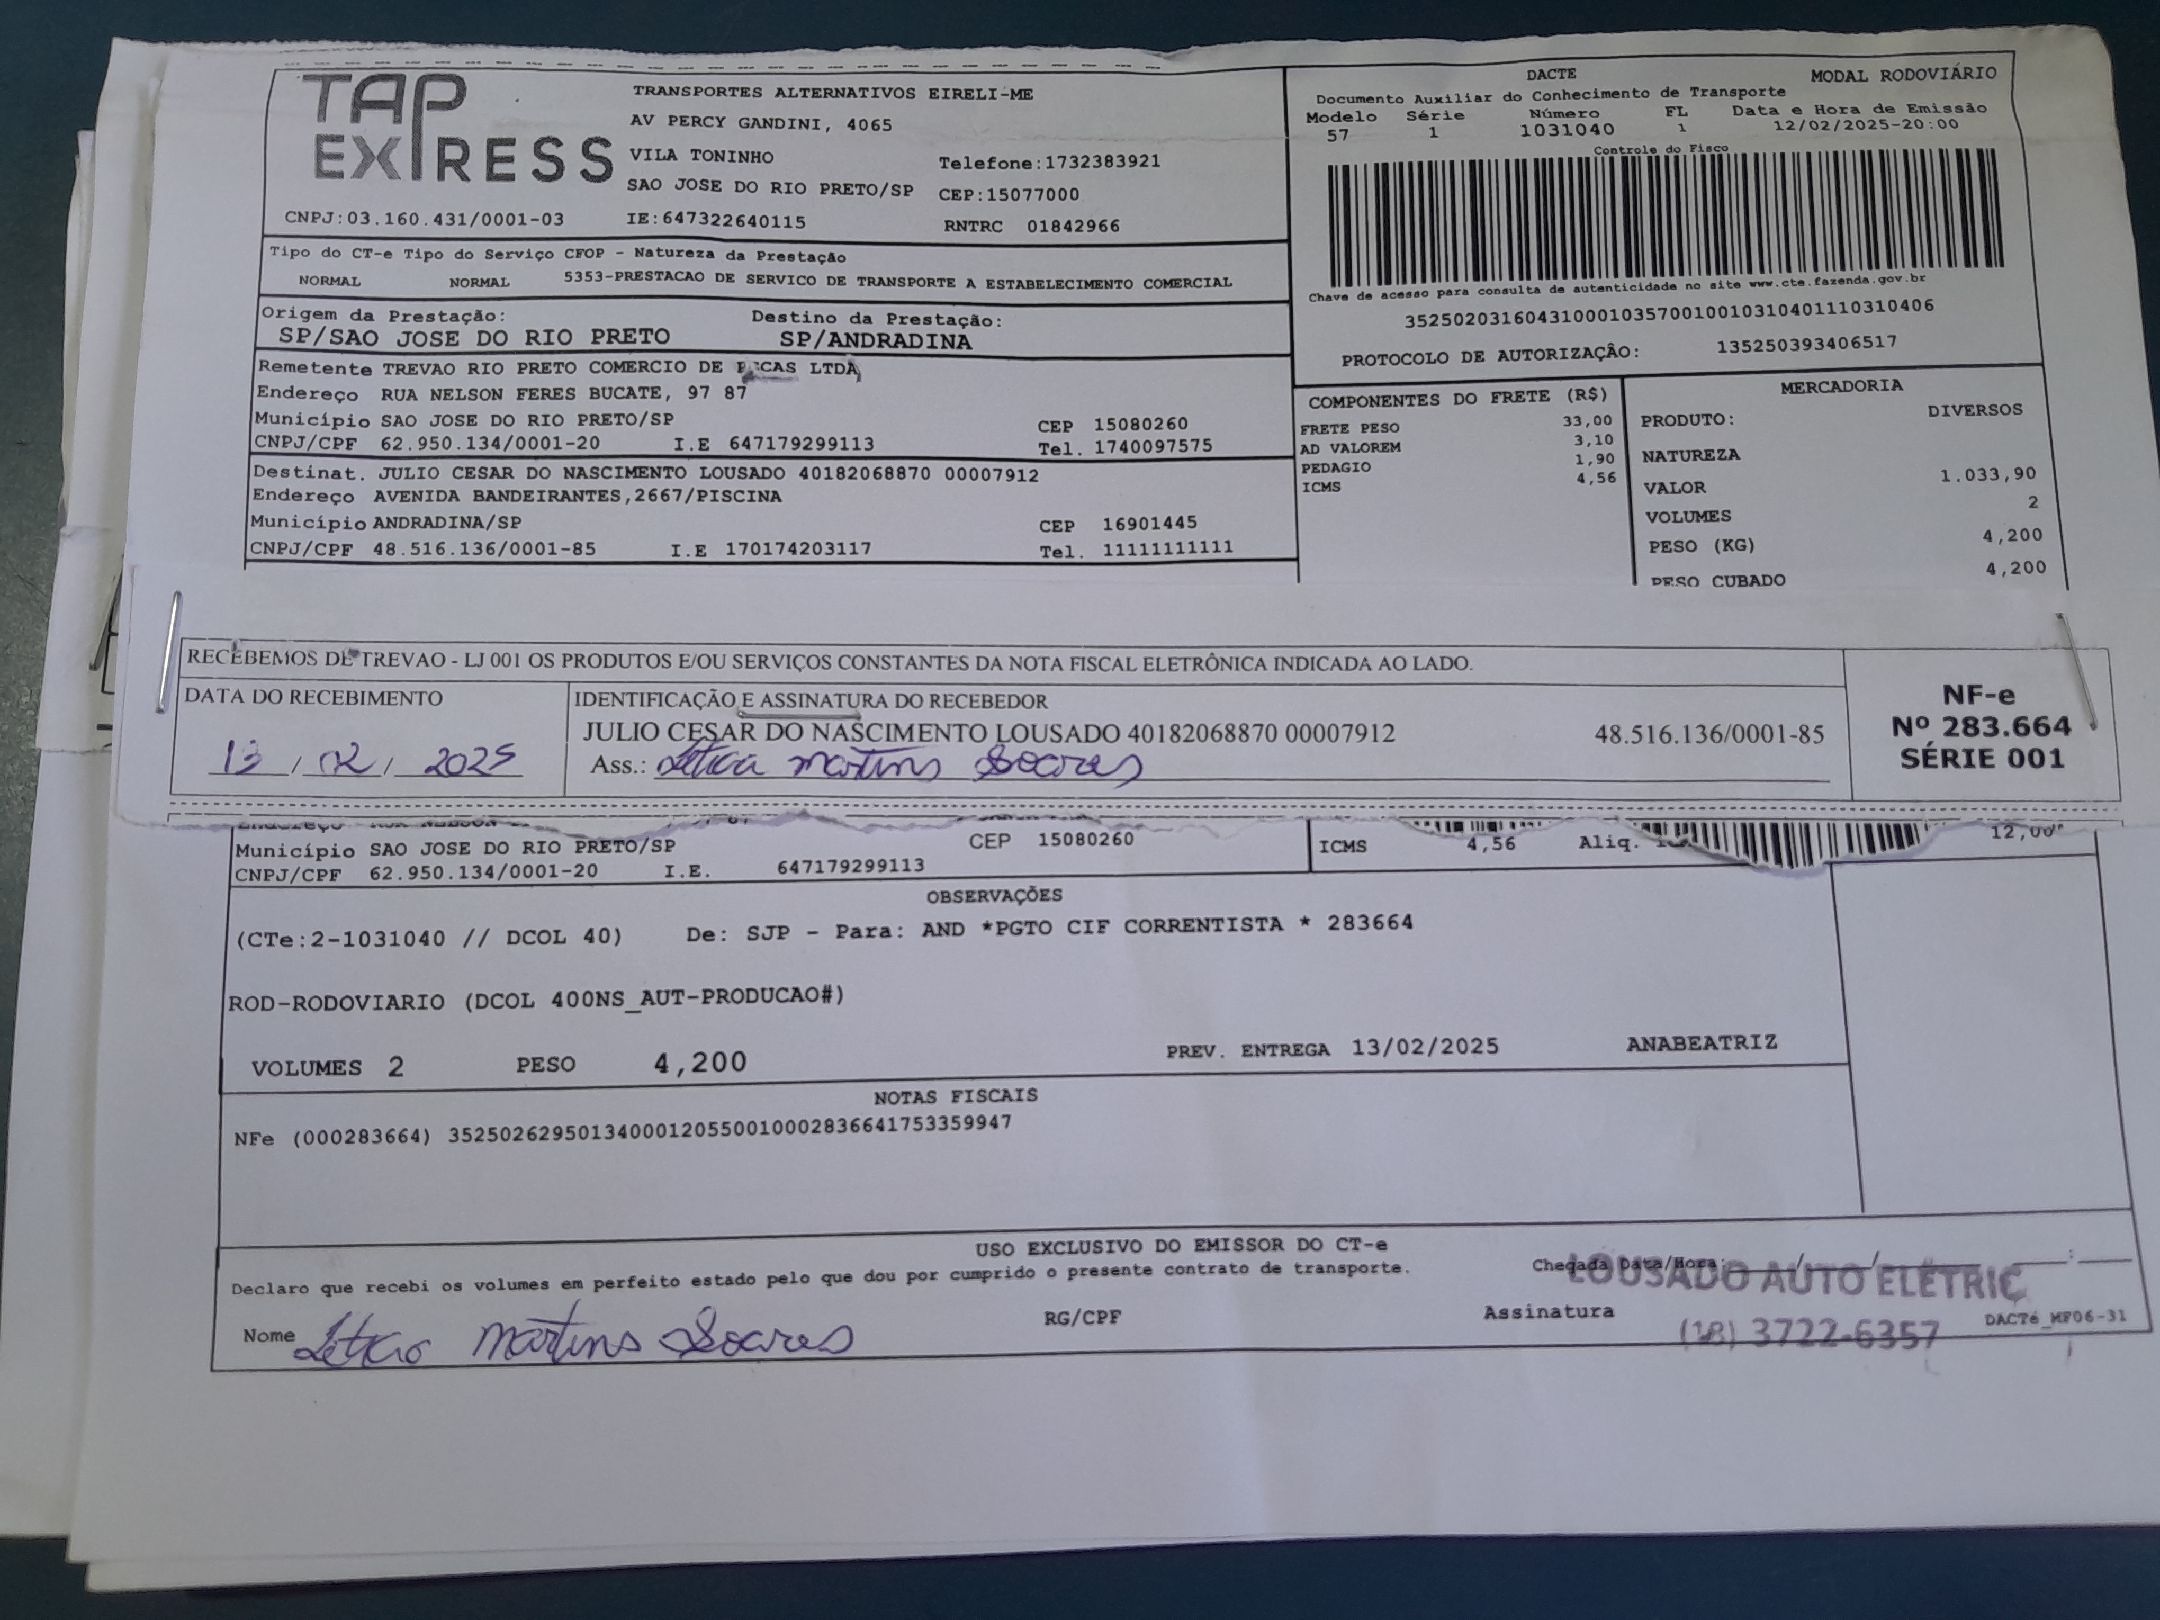 TAP EXPRESS
TRANSPORTES ALTERNATIVOS EIRELI-ME
AV PERCY GANDINI, 4065
VILA TONINHO Telefone:1732383921
SAO JOSE DO RIO PRETO/SP CEP:15077000
CNPJ:03.160.431/0001-03 IE:647322640115 RNTRC 01842966
DACTE MODAL RODOVIÁRIO
Documento Auxiliar do Conhecimento de Transporte
Modelo Série Número FL Data e Hora de Emissão
57 1 1031040 1 12/02/2025-20:00
Controle do Fisco
Chave de acesso para consulta de autenticidade no site www.cte.fazenda.gov.br
35250203160431000103570010010310401110310406
PROTOCOLO DE AUTORIZAÇÂO: 135250393406517
Tipo do CT-e Tipo do Serviço CFOP - Natureza da Prestação
NORMAL NORMAL 5353-PRESTACAO DE SERVICO DE TRANSPORTE A ESTABELECIMENTO COMERCIAL
Origem da Prestação: Destino da Prestação:
SP/SAO JOSE DO RIO PRETO SP/ANDRADINA
Remetente TREVAO RIO PRETO COMERCIO DE PECAS LTDA
Endereço RUA NELSON FERES BUCATE, 97 87
Município SAO JOSE DO RIO PRETO/SP CEP 15080260
CNPJ/CPF 62.950.134/0001-20 I.E 647179299113 Tel. 1740097575
Destinat. JULIO CESAR DO NASCIMENTO LOUSADO 40182068870 00007912
Endereço AVENIDA BANDEIRANTES,2667/PISCINA
Município ANDRADINA/SP CEP 16901445
CNPJ/CPF 48.516.136/0001-85 I.E 170174203117 Tel. 11111111111
COMPONENTES DO FRETE (R$)
FRETE PESO 33,00
AD VALOREM 3,10
PEDAGIO 1,90
ICMS 4,56
MERCADORIA
PRODUTO: DIVERSOS
NATUREZA
VALOR 1.033,90
VOLUMES 2
PESO (KG) 4,200
PESO CUBADO 4,200
RECEBEMOS DE TREVAO - LJ 001 OS PRODUTOS E/OU SERVIÇOS CONSTANTES DA NOTA FISCAL ELETRÔNICA INDICADA AO LADO.
DATA DO RECEBIMENTO IDENTIFICAÇÃO E ASSINATURA DO RECEBEDOR
JULIO CESAR DO NASCIMENTO LOUSADO 40182068870 00007912 48.516.136/0001-85
13/02/2025 Ass.: Letícia Martins Soares
NF-e
Nº 283.664
SÉRIE 001
Município SAO JOSE DO RIO PRETO/SP CEP 15080260
CNPJ/CPF 62.950.134/0001-20 I.E. 647179299113
ICMS 4,56 Aliq. 12,00
OBSERVAÇÕES
(CTe:2-1031040 // DCOL 40) De: SJP - Para: AND *PGTO CIF CORRENTISTA * 283664
ROD-RODOVIARIO (DCOL 400NS_AUT-PRODUCAO#)
VOLUMES 2 PESO 4,200 PREV. ENTREGA 13/02/2025 ANABEATRIZ
NOTAS FISCAIS
NFe (000283664) 35250262950134000120550010002836641753359947
USO EXCLUSIVO DO EMISSOR DO CT-e
Declaro que recebi os volumes em perfeito estado pelo que dou por cumprido o presente contrato de transporte.
Chegada Data/Hora: / / :
LOUSADO AUTO ELÉTRIC
Nome Letícia Martins Soares RG/CPF Assinatura
(18) 3722-6357
DACTE_MF06-31